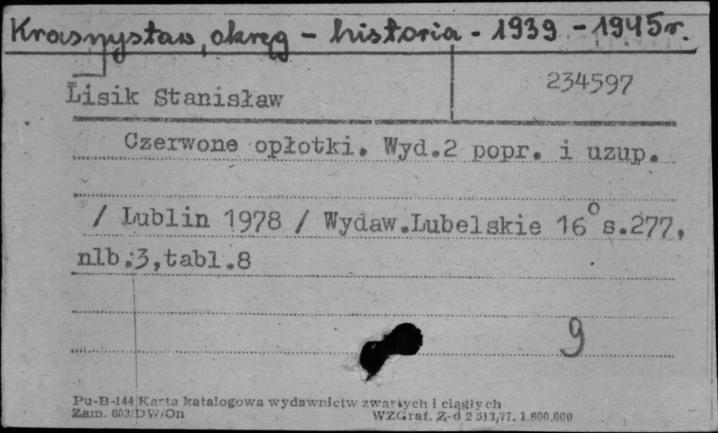 Krasnystaw, okręg - historia - 1939 - 1945r.
Lisik Stanisław
234597
Czerwone opłotki. Wyd.2 popr. i uzup.
/ Lublin 1978 / Wydaw.Lubelskie 16° s.277,
nlb.3,tabl.8
9
Pu-B-144 Karta katalogowa wydawnictw zwartych i ciągłych
Zam. 803/DW/On WZGraf. Z-d 2 513,77. 1.600.000